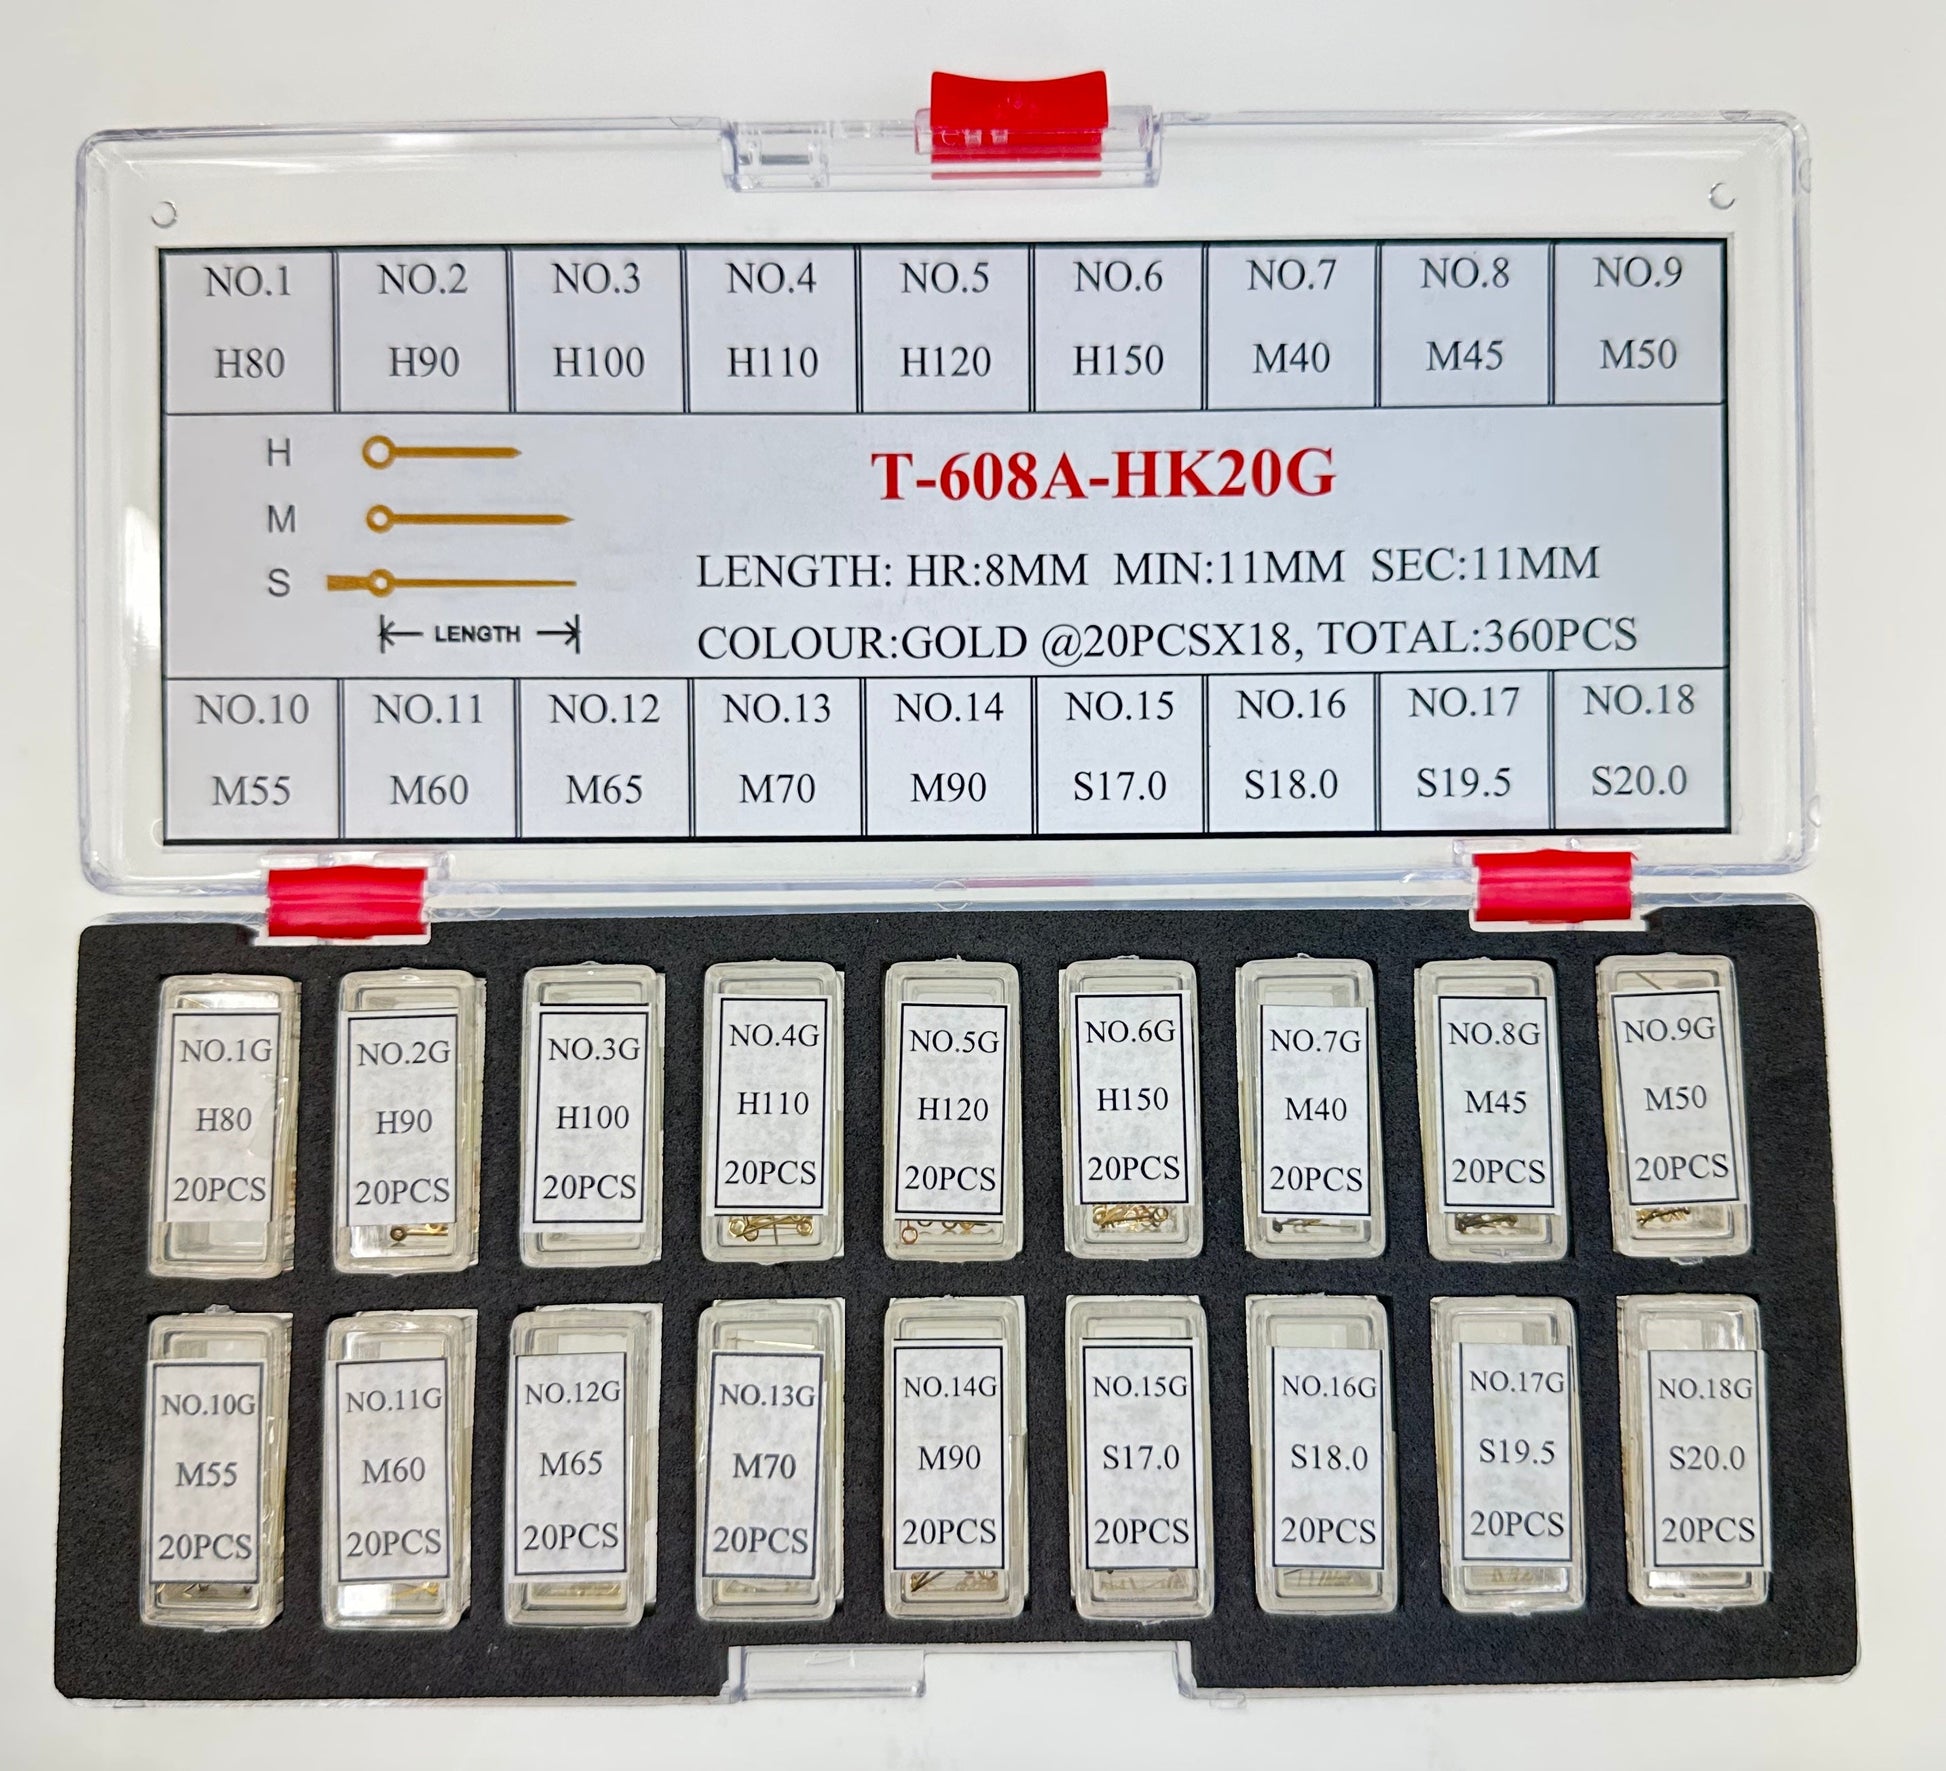 NO.1 NO.2 NO.3 NO.4 NO.5 NO.6 NO.7 NO.8 NO.9
H80 H90 H100 H110 H120 H150 M40 M45 M50
H
M
S
LENGTH
T-608A-HK20G
LENGTH: HR:8MM MIN:11MM SEC:11MM
COLOUR:GOLD @20PCSX18, TOTAL:360PCS
NO.10 NO.11 NO.12 NO.13 NO.14 NO.15 NO.16 NO.17 NO.18
M55 M60 M65 M70 M90 S17.0 S18.0 S19.5 S20.0
NO.1G NO.2G NO.3G NO.4G NO.5G NO.6G NO.7G NO.8G NO.9G
H80 H90 H100 H110 H120 H150 M40 M45 M50
20PCS 20PCS 20PCS 20PCS 20PCS 20PCS 20PCS 20PCS 20PCS
NO.10G NO.11G NO.12G NO.13G NO.14G NO.15G NO.16G NO.17G NO.18G
M55 M60 M65 M70 M90 S17.0 S18.0 S19.5 S20.0
20PCS 20PCS 20PCS 20PCS 20PCS 20PCS 20PCS 20PCS 20PCS